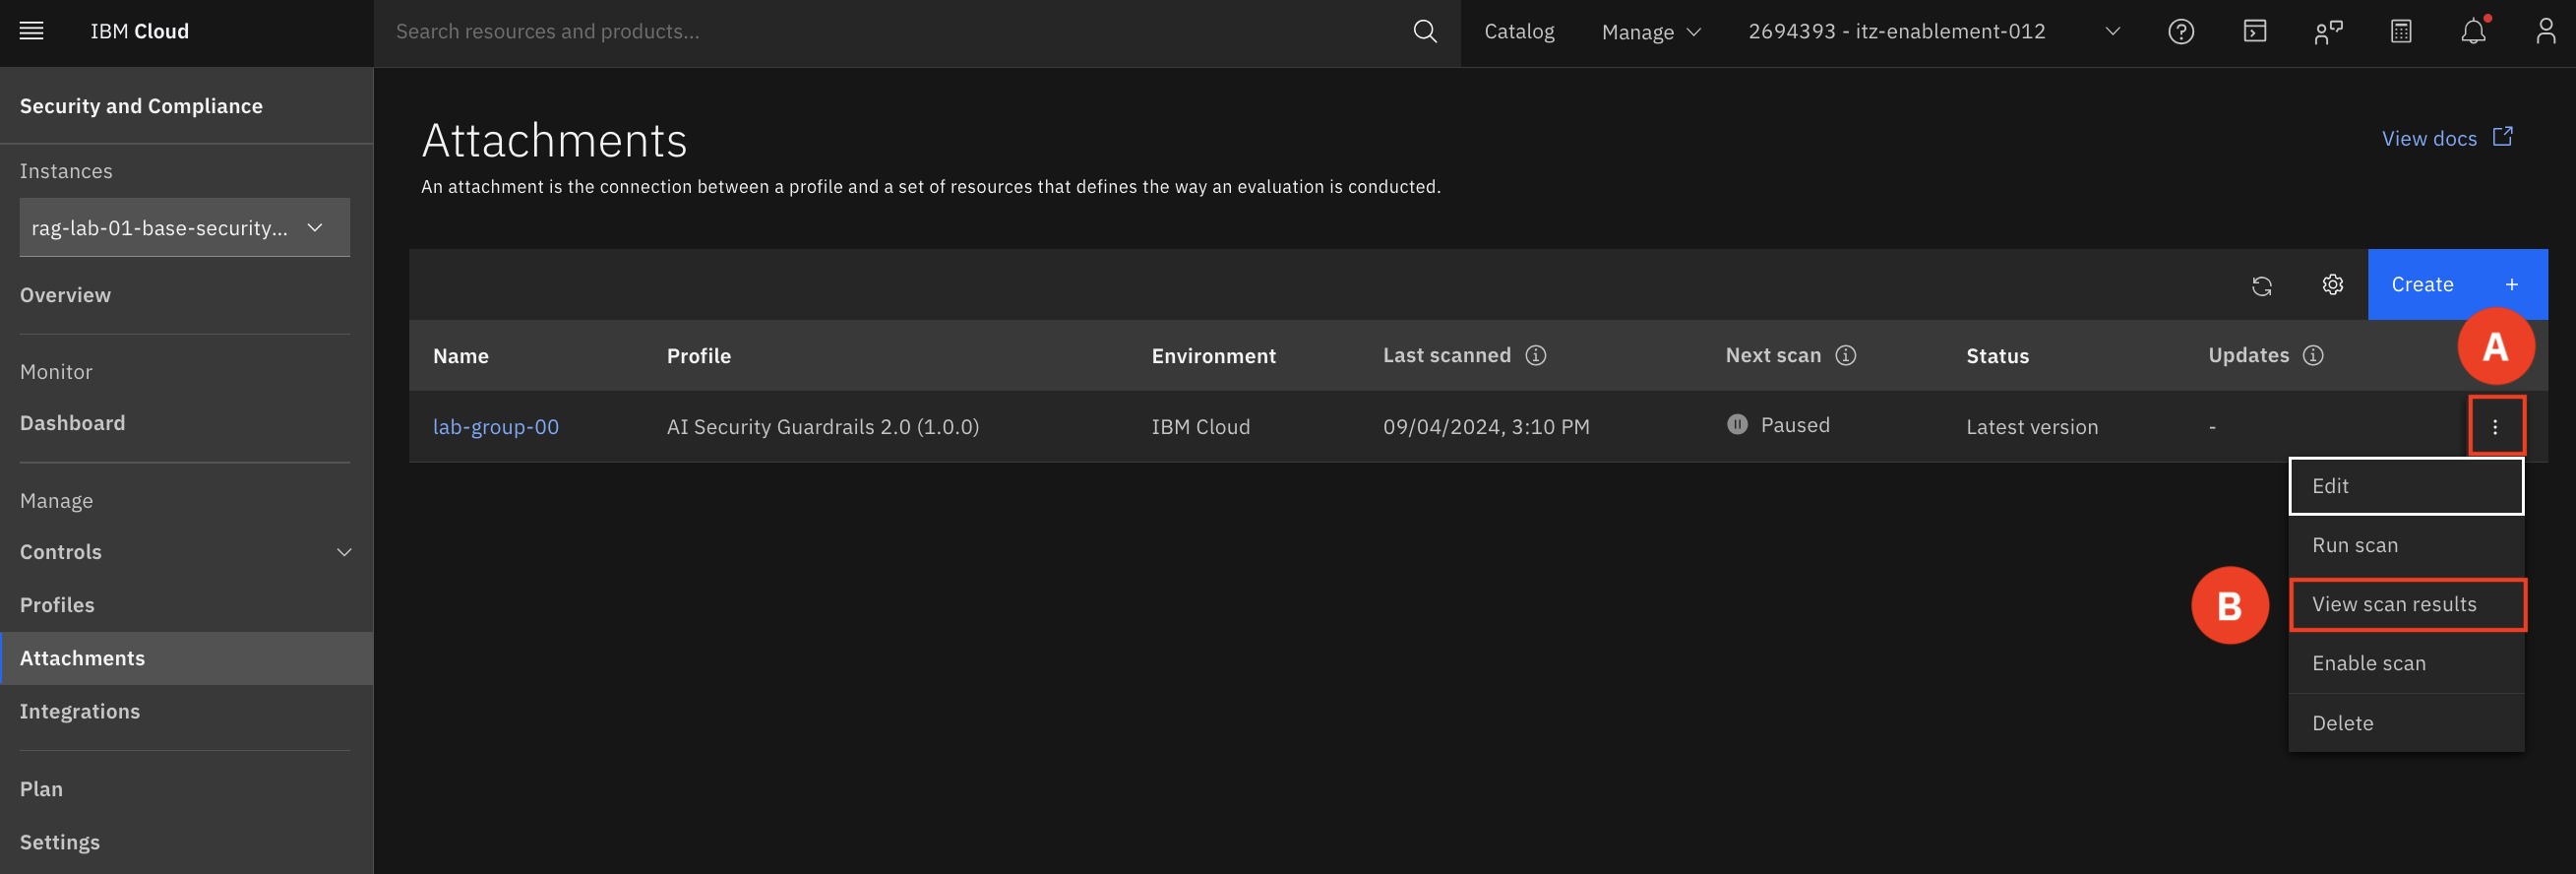 IBM Cloud
Search resources and products...
Catalog
Manage
2694393 - itz-enablement-012
Security and Compliance
Instances
rag-lab-01-base-security...
Overview
Monitor
Dashboard
Manage
Controls
Profiles
Attachments
Integrations
Plan
Settings
Attachments
View docs
An attachment is the connection between a profile and a set of resources that defines the way an evaluation is conducted.
Create +
Name Profile Environment Last scanned Next scan Status Updates
A
lab-group-00 AI Security Guardrails 2.0 (1.0.0) IBM Cloud 09/04/2024, 3:10 PM Paused Latest version -
Edit
Run scan
B
View scan results
Enable scan
Delete